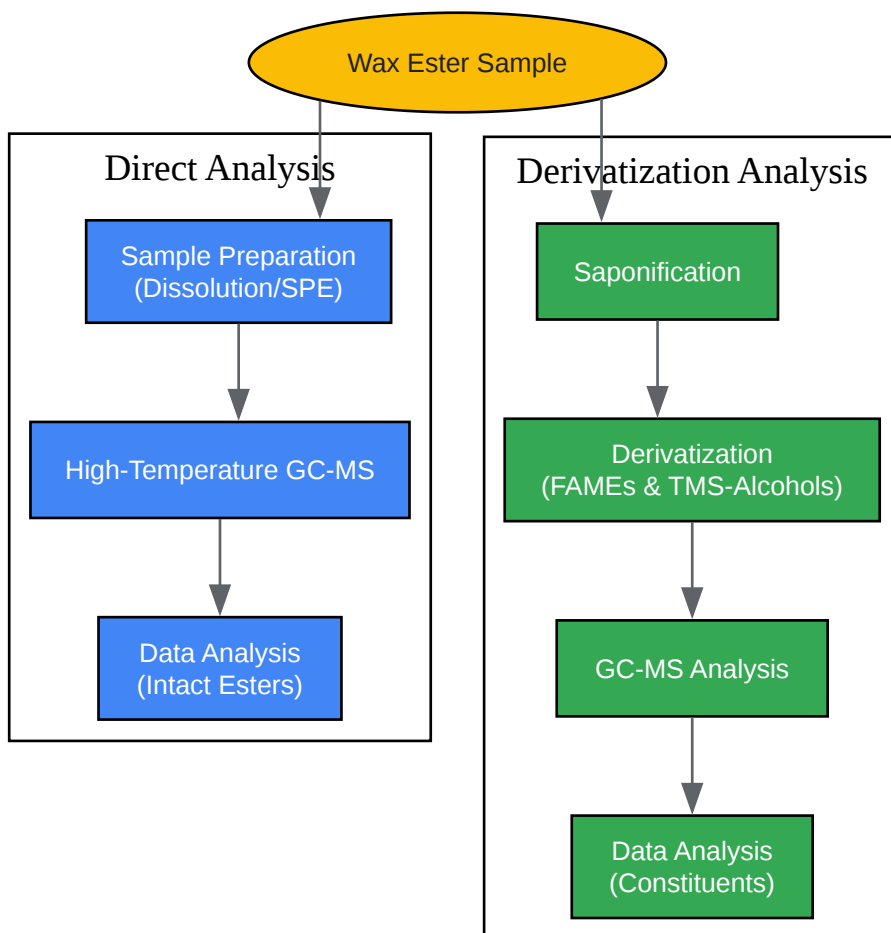 Wax Ester Sample
Direct Analysis
Sample Preparation
(Dissolution/SPE)
High-Temperature GC-MS
Data Analysis
(Intact Esters)
Derivatization Analysis
Saponification
Derivatization
(FAMEs & TMS-Alcohols)
GC-MS Analysis
Data Analysis
(Constituents)